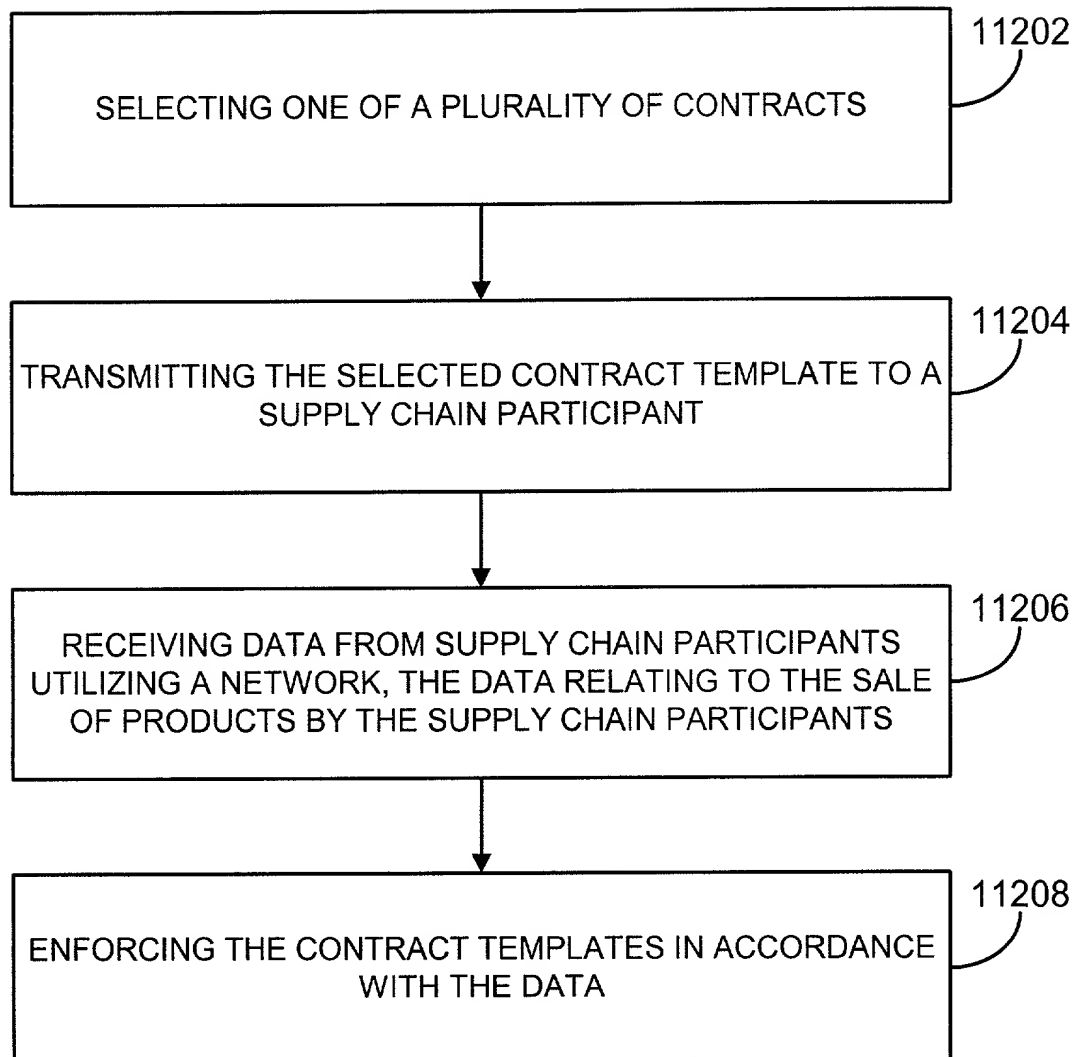 11202
SELECTING ONE OF A PLURALITY OF CONTRACTS
11204
TRANSMITTING THE SELECTED CONTRACT TEMPLATE TO A
SUPPLY CHAIN PARTICIPANT
11206
RECEIVING DATA FROM SUPPLY CHAIN PARTICIPANTS
UTILIZING A NETWORK, THE DATA RELATING TO THE SALE
OF PRODUCTS BY THE SUPPLY CHAIN PARTICIPANTS
11208
ENFORCING THE CONTRACT TEMPLATES IN ACCORDANCE
WITH THE DATA